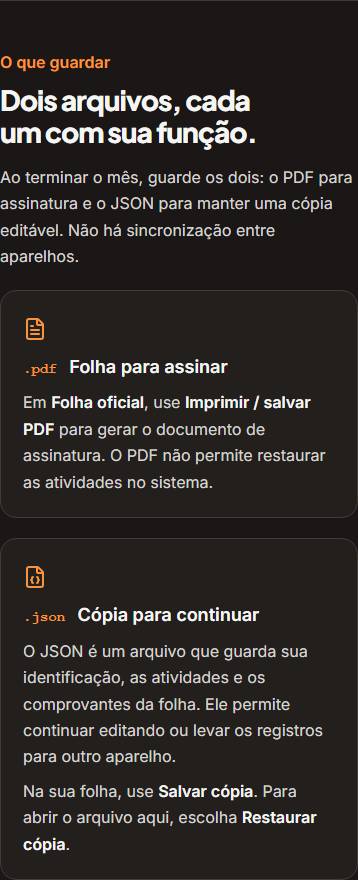 O que guardar
Dois arquivos, cada
um com sua função.
Ao terminar o mês, guarde os dois: o PDF para
assinatura e o JSON para manter uma cópia
editável. Não há sincronização entre
aparelhos.
.pdf Folha para assinar
Em Folha oficial, use Imprimir / salvar
PDF para gerar o documento de
assinatura. O PDF não permite restaurar
as atividades no sistema.
.json Cópia para continuar
O JSON é um arquivo que guarda sua
identificação, as atividades e os
comprovantes da folha. Ele permite
continuar editando ou levar os registros
para outro aparelho.
Na sua folha, use Salvar cópia. Para
abrir o arquivo aqui, escolha Restaurar
cópia.